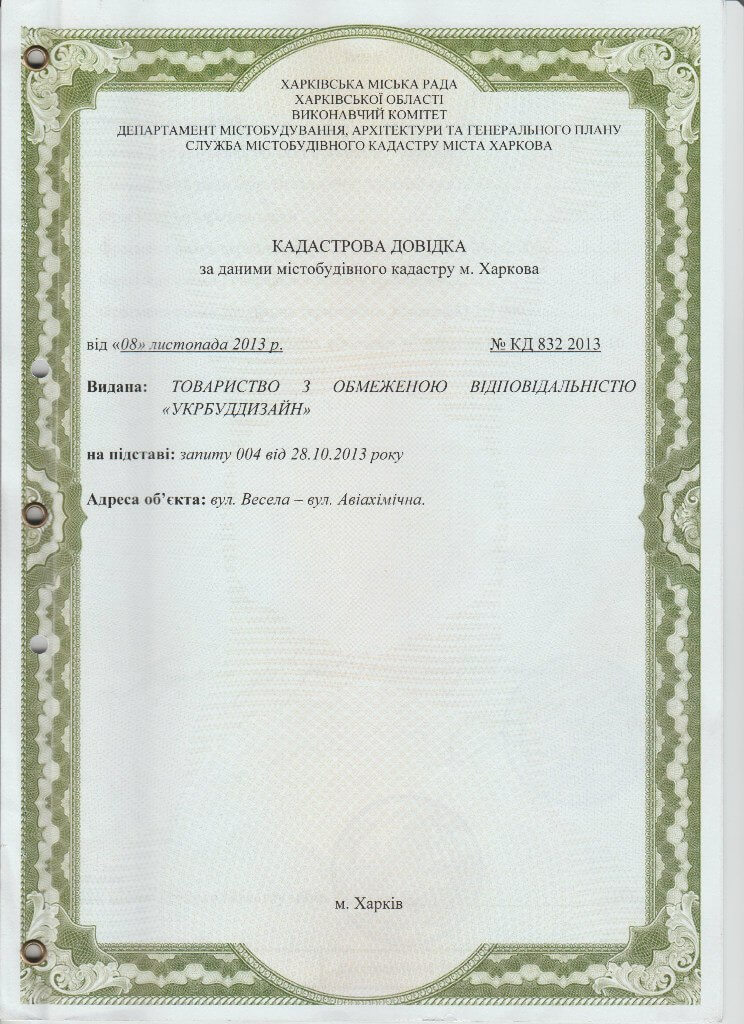 ХАРКІВСЬКА МІСЬКА РАДА
ХАРКІВСЬКОЇ ОБЛАСТІ
ВИКОНАВЧИЙ КОМІТЕТ
ДЕПАРТАМЕНТ МІСТОБУДУВАННЯ, АРХІТЕКТУРИ ТА ГЕНЕРАЛЬНОГО ПЛАНУ
СЛУЖБА МІСТОБУДІВНОГО КАДАСТРУ МІСТА ХАРКОВА
КАДАСТРОВА ДОВІДКА
за даними містобудівного кадастру м. Харкова
від «08» листопада 2013 р. № КД 832 2013
Видана: ТОВАРИСТВО З ОБМЕЖЕНОЮ ВІДПОВІДАЛЬНІСТЮ
«УКРБУДДИЗАЙН»
на підставі: запиту 004 від 28.10.2013 року
Адреса об’єкта: вул. Весела – вул. Авіахімічна.
м. Харків